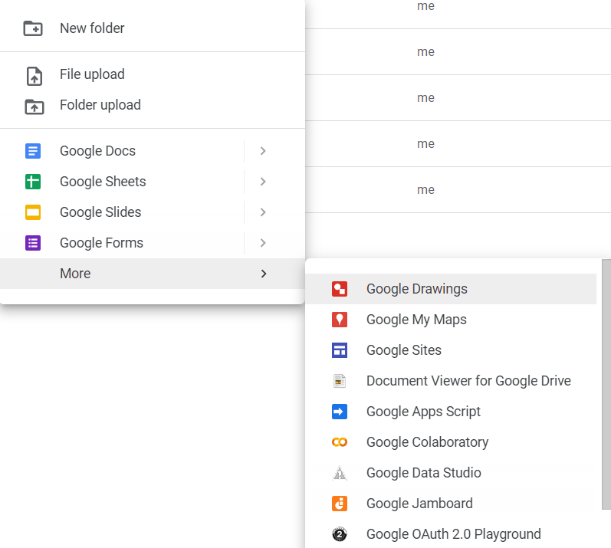 New folder
File upload
Folder upload
Google Docs
Google Sheets
Google Slides
Google Forms
More
me
me
me
me
me
Google Drawings
Google My Maps
Google Sites
Document Viewer for Google Drive
Google Apps Script
Google Colaboratory
Google Data Studio
Google Jamboard
Google OAuth 2.0 Playground